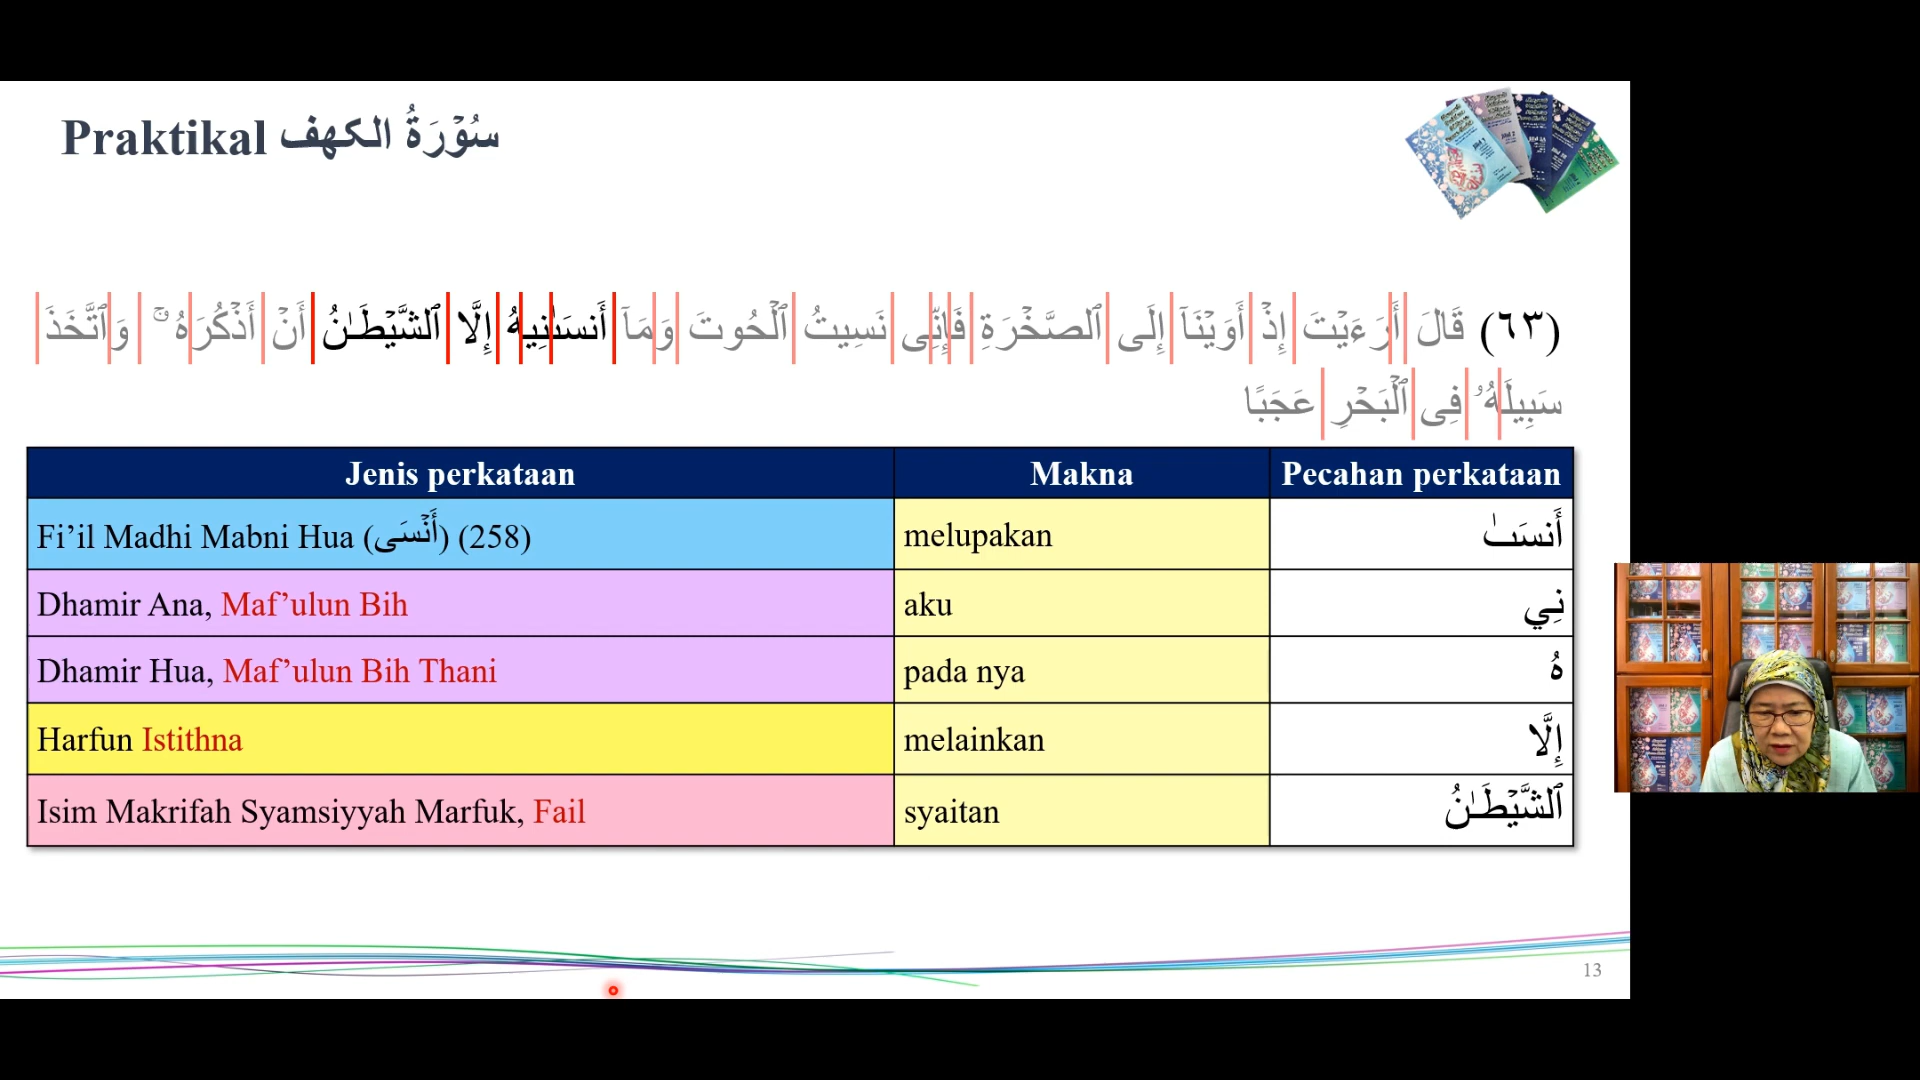 Praktikal سُوْرَةُ الكهف
(٦٣) قَالَ أَرَءَيْتَ إِذْ أَوَيْنَآ إِلَى ٱلصَّخْرَةِ فَإِنِّى نَسِيتُ ٱلْحُوتَ وَمَآ أَنسَىٰنِيهُ إِلَّا ٱلشَّيْطَـٰنُ أَنْ أَذْكُرَهُۥ ۚ وَٱتَّخَذَ
سَبِيلَهُۥ فِى ٱلْبَحْرِ عَجَبًا
Jenis perkataan Makna Pecahan perkataan
Fi’il Madhi Mabni Hua (أَنْسَى) (258) melupakan أَنسَىٰ
Dhamir Ana, Maf’ulun Bih aku نِي
Dhamir Hua, Maf’ulun Bih Thani pada nya هُ
Harfun Istithna melainkan إِلَّا
Isim Makrifah Syamsiyyah Marfuk, Fail syaitan ٱلشَّيْطَـٰنُ
13